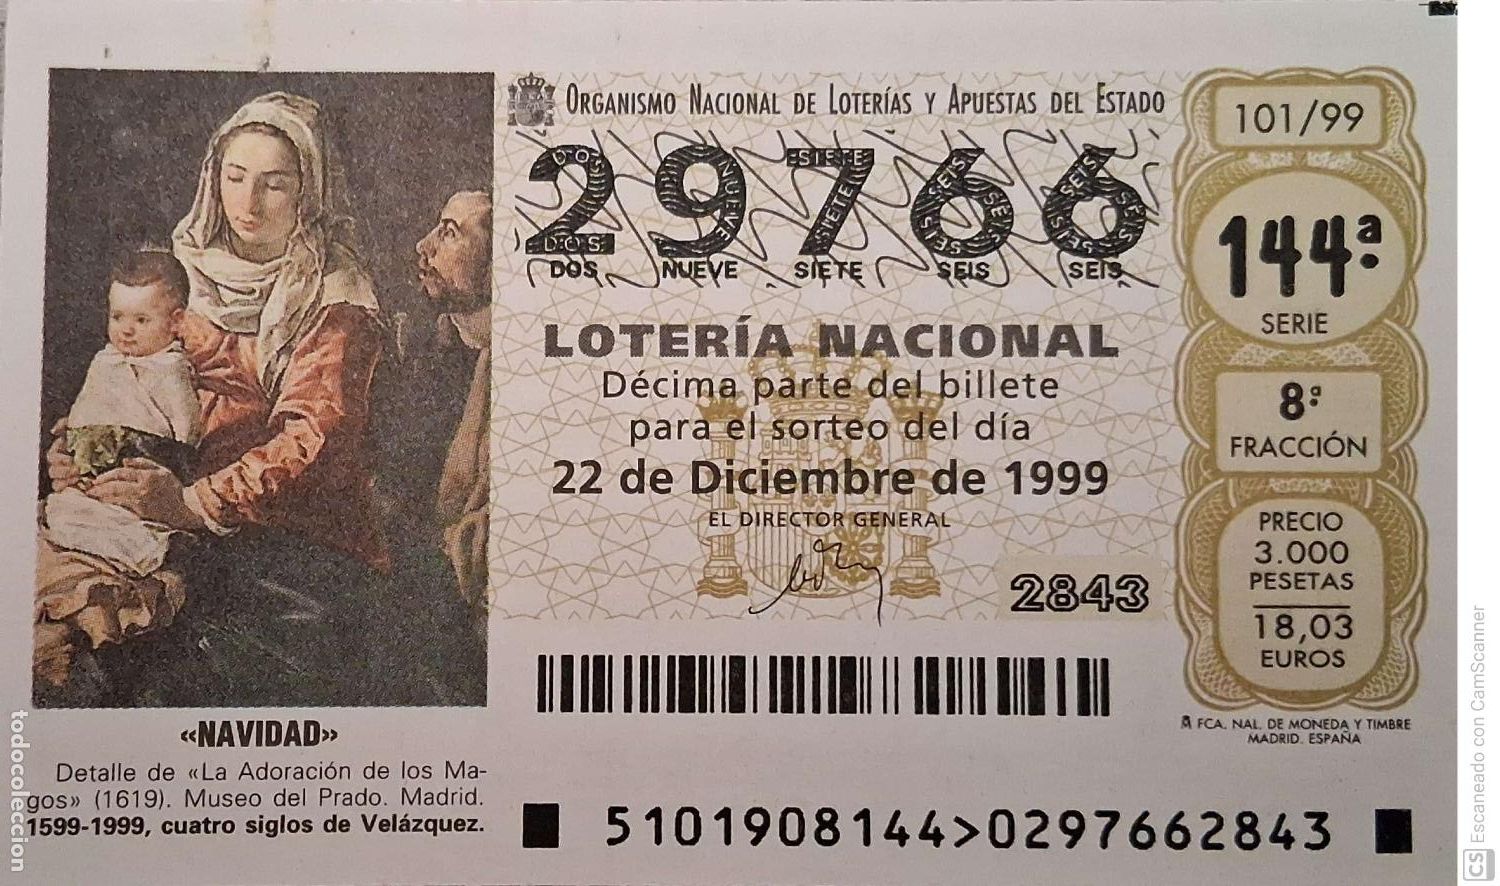 ORGANISMO NACIONAL DE LOTERÍAS Y APUESTAS DEL ESTADO
29766
DOS NUEVE SIETE SEIS SEIS
LOTERÍA NACIONAL
Décima parte del billete
para el sorteo del día
22 de Diciembre de 1999
EL DIRECTOR GENERAL
2843
101/99
144ª
SERIE
8ª
FRACCIÓN
PRECIO
3.000
PESETAS
18,03
EUROS
FCA. NAL. DE MONEDA Y TIMBRE
MADRID. ESPAÑA
«NAVIDAD»
Detalle de «La Adoración de los Ma-
gos» (1619). Museo del Prado. Madrid.
1599-1999, cuatro siglos de Velázquez.
5101908144>0297662843
todocoleccion
CS Escaneado con CamScanner